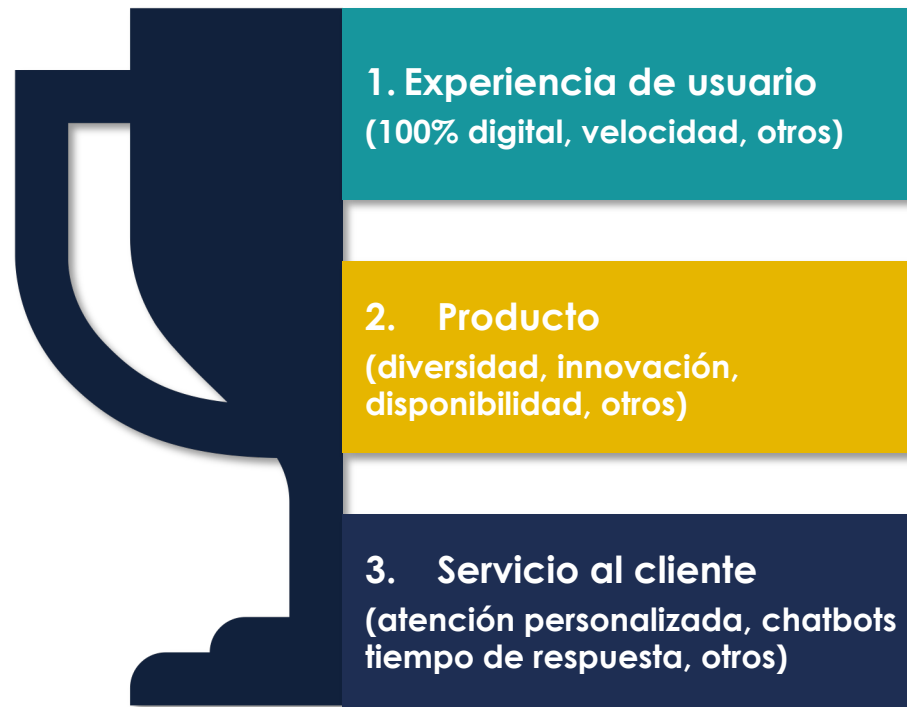 1. Experiencia de usuario
(100% digital, velocidad, otros)
2. Producto
(diversidad, innovación,
disponibilidad, otros)
3. Servicio al cliente
(atención personalizada, chatbots
tiempo de respuesta, otros)